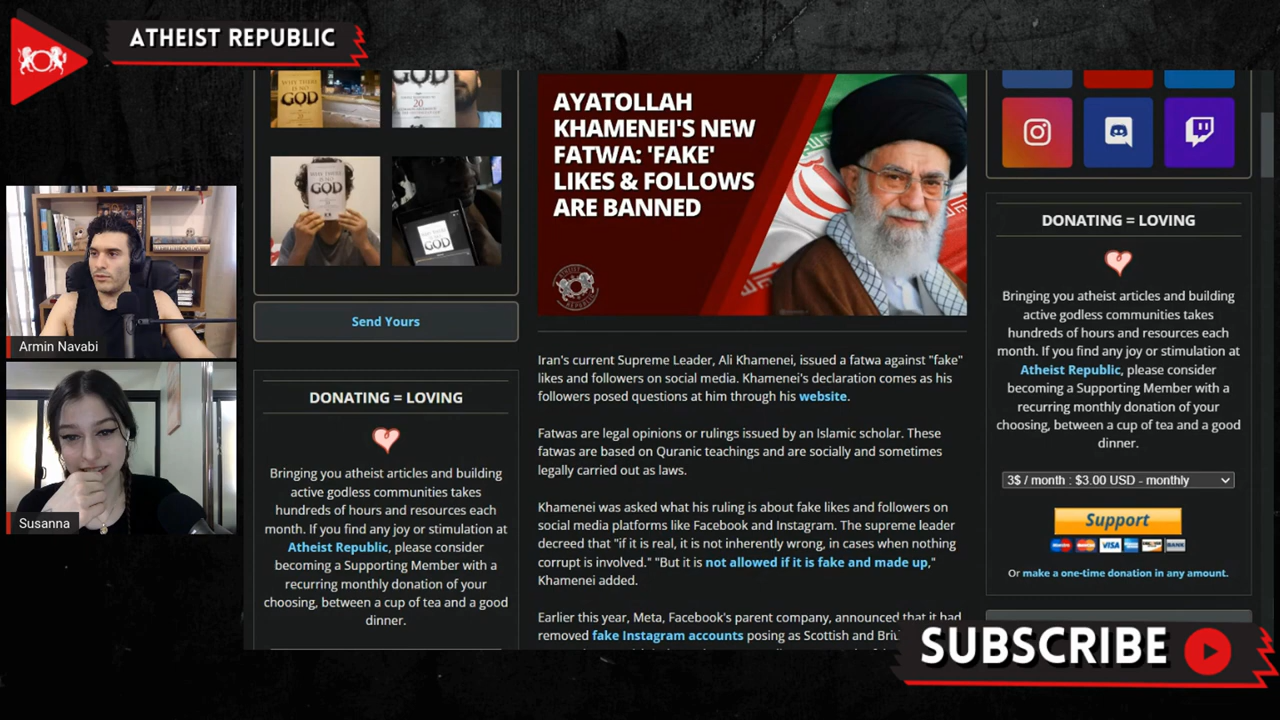 ATHEIST REPUBLIC
GOD
GOD
20
GOD
GOD
Send Yours
DONATING = LOVING
Bringing you atheist articles and building
active godless communities takes
hundreds of hours and resources each
month. If you find any joy or stimulation at
Atheist Republic, please consider
becoming a Supporting Member with a
recurring monthly donation of your
choosing, between a cup of tea and a good
dinner.
AYATOLLAH
KHAMENEI'S NEW
FATWA: 'FAKE'
LIKES & FOLLOWS
ARE BANNED
Iran's current Supreme Leader, Ali Khamenei, issued a fatwa against "fake"
likes and followers on social media. Khamenei's declaration comes as his
followers posed questions at him through his website.
Fatwas are legal opinions or rulings issued by an Islamic scholar. These
fatwas are based on Quranic teachings and are socially and sometimes
legally carried out as laws.
Khamenei was asked what his ruling is about fake likes and followers on
social media platforms like Facebook and Instagram. The supreme leader
decreed that "if it is real, it is not inherently wrong, in cases when nothing
corrupt is involved." "But it is not allowed if it is fake and made up,"
Khamenei added.
Earlier this year, Meta, Facebook's parent company, announced that it had
removed fake Instagram accounts posing as Scottish and
DONATING = LOVING
Bringing you atheist articles and building
active godless communities takes
hundreds of hours and resources each
month. If you find any joy or stimulation at
Atheist Republic, please consider
becoming a Supporting Member with a
recurring monthly donation of your
choosing, between a cup of tea and a good
dinner.
3$ / month : $3.00 USD - monthly
Support
VISA
BANK
Or make a one-time donation in any amount.
Armin Navabi
Susanna
SUBSCRIBE